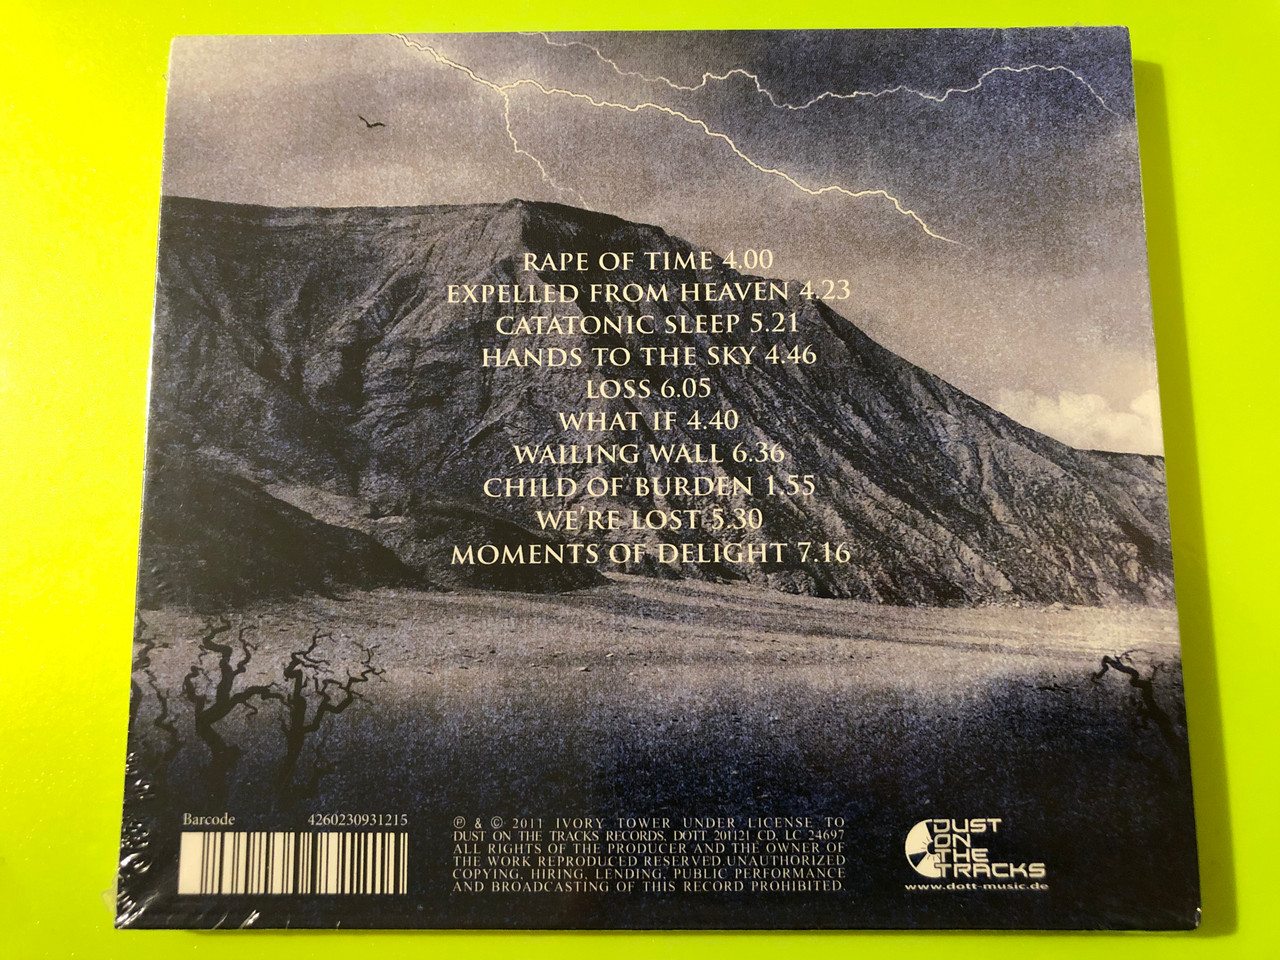 RAPE OF TIME 4.00
EXPELLED FROM HEAVEN 4.23
CATATONIC SLEEP 5.21
HANDS TO THE SKY 4.46
LOSS 6.05
WHAT IF 4.40
WAILING WALL 6.36
CHILD OF BURDEN 1.55
WE'RE LOST 5.30
MOMENTS OF DELIGHT 7.16
Barcode 4260230931215
℗ & © 2011 IVORY TOWER UNDER LICENSE TO
DUST ON THE TRACKS RECORDS. DOTT 201121 CD. LC 24697
ALL RIGHTS OF THE PRODUCER AND THE OWNER OF
THE WORK REPRODUCED RESERVED.UNAUTHORIZED
COPYING, HIRING, LENDING, PUBLIC PERFORMANCE
AND BROADCASTING OF THIS RECORD PROHIBITED.
DUST
ON
THE
TRACKS
www.dott-music.de